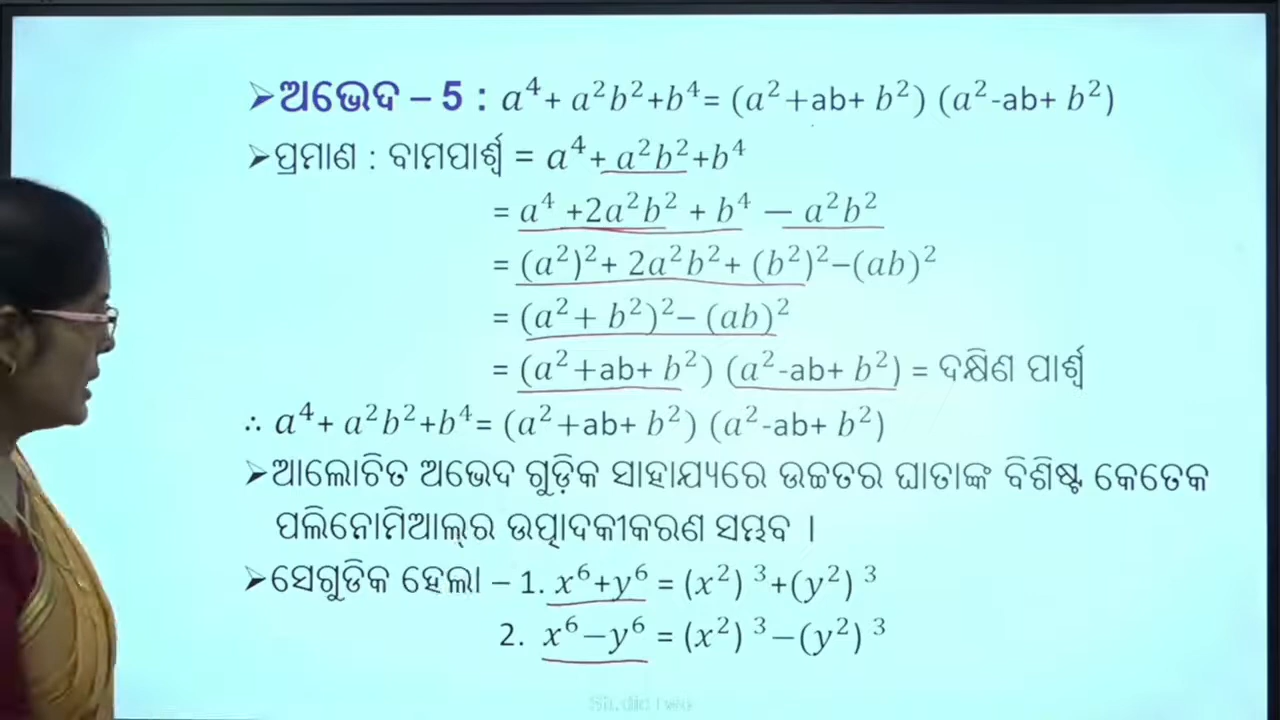 ➢ଅଭେଦ – 5 : a⁴+ a²b²+b⁴= (a²+ab+ b²) (a²-ab+ b²)
➢ପ୍ରମାଣ : ବାମପାର୍ଶ୍ୱ = a⁴+ a²b²+b⁴
= a⁴ +2a²b² + b⁴ — a²b²
= (a²)²+ 2a²b²+ (b²)²–(ab)²
= (a²+ b²)²– (ab)²
= (a²+ab+ b²) (a²-ab+ b²) = ଦକ୍ଷିଣ ପାର୍ଶ୍ୱ
∴ a⁴+ a²b²+b⁴= (a²+ab+ b²) (a²-ab+ b²)
➢ଆଲୋଚିତ ଅଭେଦ ଗୁଡ଼ିକ ସାହାଯ୍ୟରେ ଉଚ୍ଚତର ଘାତାଙ୍କ ବିଶିଷ୍ଟ କେତେକ
ପଲିନୋମିଆଲ୍‌ର ଉତ୍ପାଦକୀକରଣ ସମ୍ଭବ ।
➢ସେଗୁଡିକ ହେଲା – 1. x⁶+y⁶ = (x²) ³+(y²) ³
2. x⁶−y⁶ = (x²) ³−(y²) ³